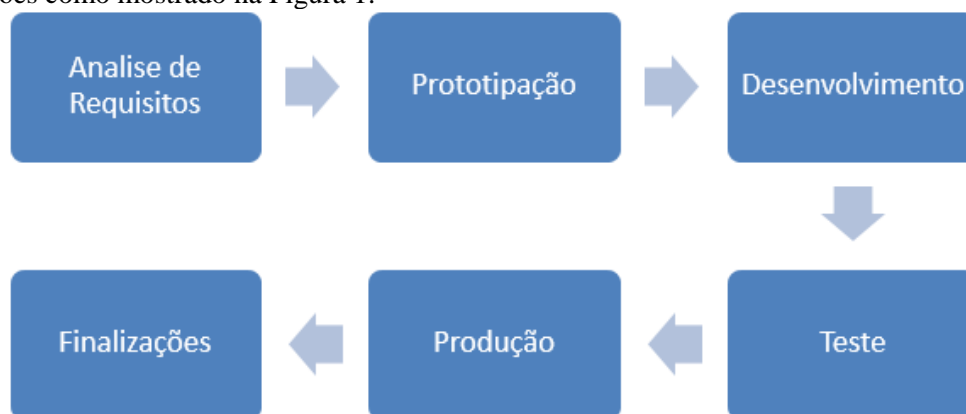 ões como mostrado na Figura 1.
Analise de
Requisitos
Prototipação
Desenvolvimento
Teste
Produção
Finalizações